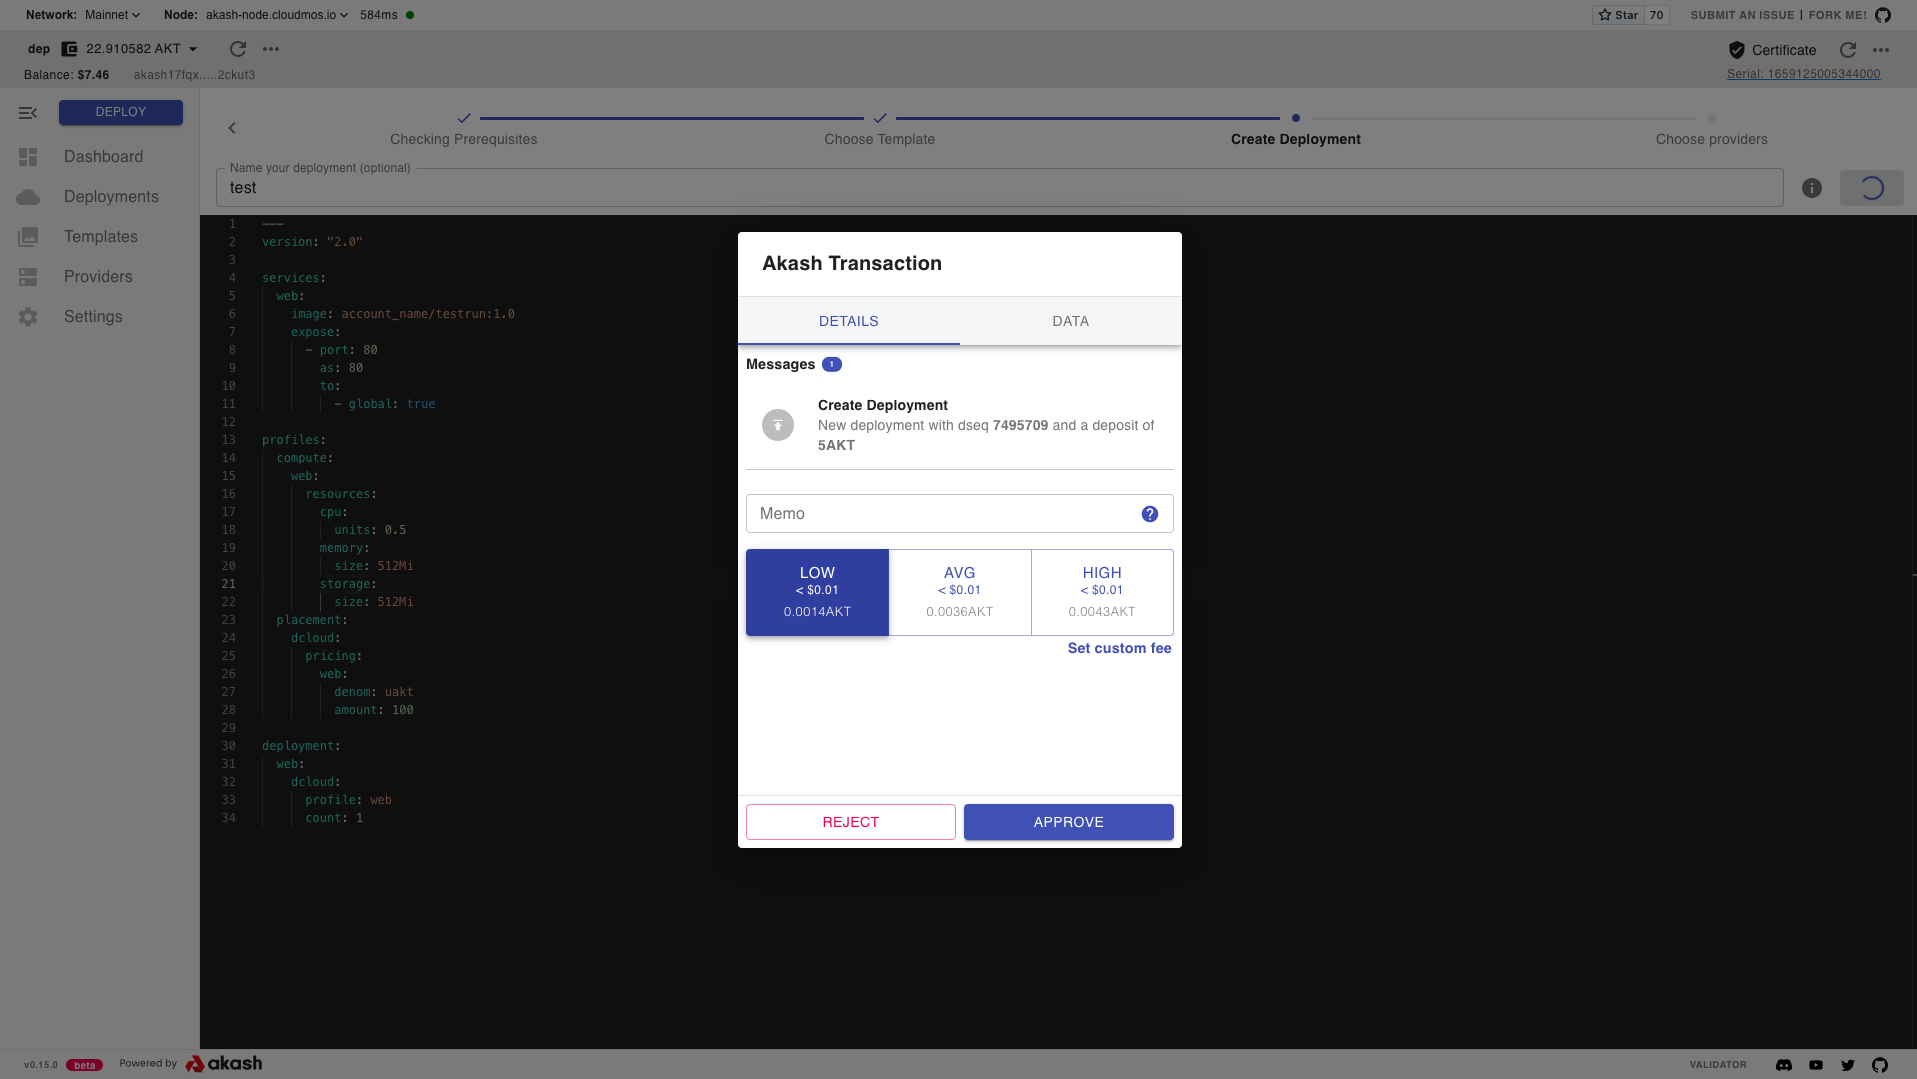 Network: Mainnet Node: akash-node.cloudmos.io 584ms Star 70 SUBMIT AN ISSUE | FORK ME!
dep 22.910582 AKT Certificate
Balance: $7.46 akash17fqx.....2ckut3 Serial: 1659125005344000
DEPLOY
Dashboard
Deployments
Templates
Providers
Settings
Checking Prerequisites Choose Template Create Deployment Choose providers
Name your deployment (optional)
test
1 ---
2 version: "2.0"
3
4 services:
5 web:
6 image: account_name/testrun:1.0
7 expose:
8 - port: 80
9 as: 80
10 to:
11 - global: true
12
13 profiles:
14 compute:
15 web:
16 resources:
17 cpu:
18 units: 0.5
19 memory:
20 size: 512Mi
21 storage:
22 size: 512Mi
23 placement:
24 dcloud:
25 pricing:
26 web:
27 denom: uakt
28 amount: 100
29
30 deployment:
31 web:
32 dcloud:
33 profile: web
34 count: 1
Akash Transaction
DETAILS DATA
Messages 1
Create Deployment
New deployment with dseq 7495709 and a deposit of
5AKT
Memo ?
LOW AVG HIGH
< $0.01 < $0.01 < $0.01
0.0014AKT 0.0036AKT 0.0043AKT
Set custom fee
REJECT APPROVE
v0.15.0 beta Powered by akash VALIDATOR